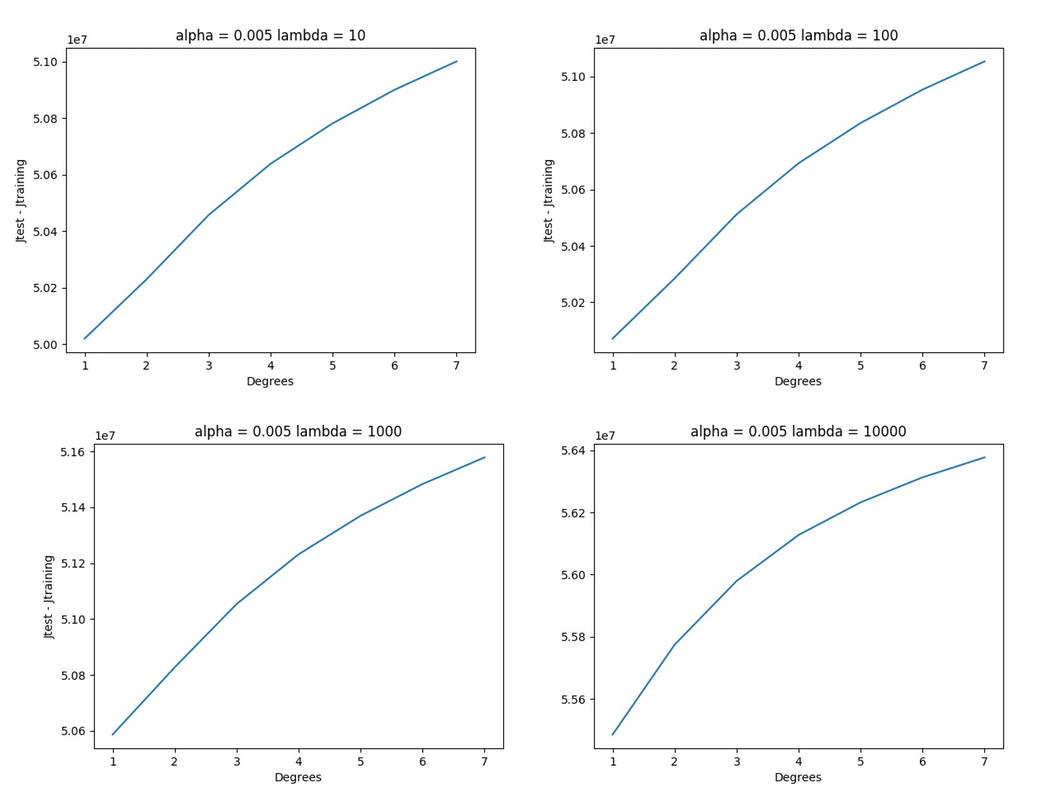 alpha = 0.005 lambda = 10
1e7
5.10
5.08
5.06
5.04
5.02
5.00
Jtest - Jtraining
1 2 3 4 5 6 7
Degrees
alpha = 0.005 lambda = 100
1e7
5.10
5.08
5.06
5.04
5.02
Jtest - Jtraining
1 2 3 4 5 6 7
Degrees
alpha = 0.005 lambda = 1000
1e7
5.16
5.14
5.12
5.10
5.08
5.06
Jtest - Jtraining
1 2 3 4 5 6 7
Degrees
alpha = 0.005 lambda = 10000
1e7
5.64
5.62
5.60
5.58
5.56
1 2 3 4 5 6 7
Degrees